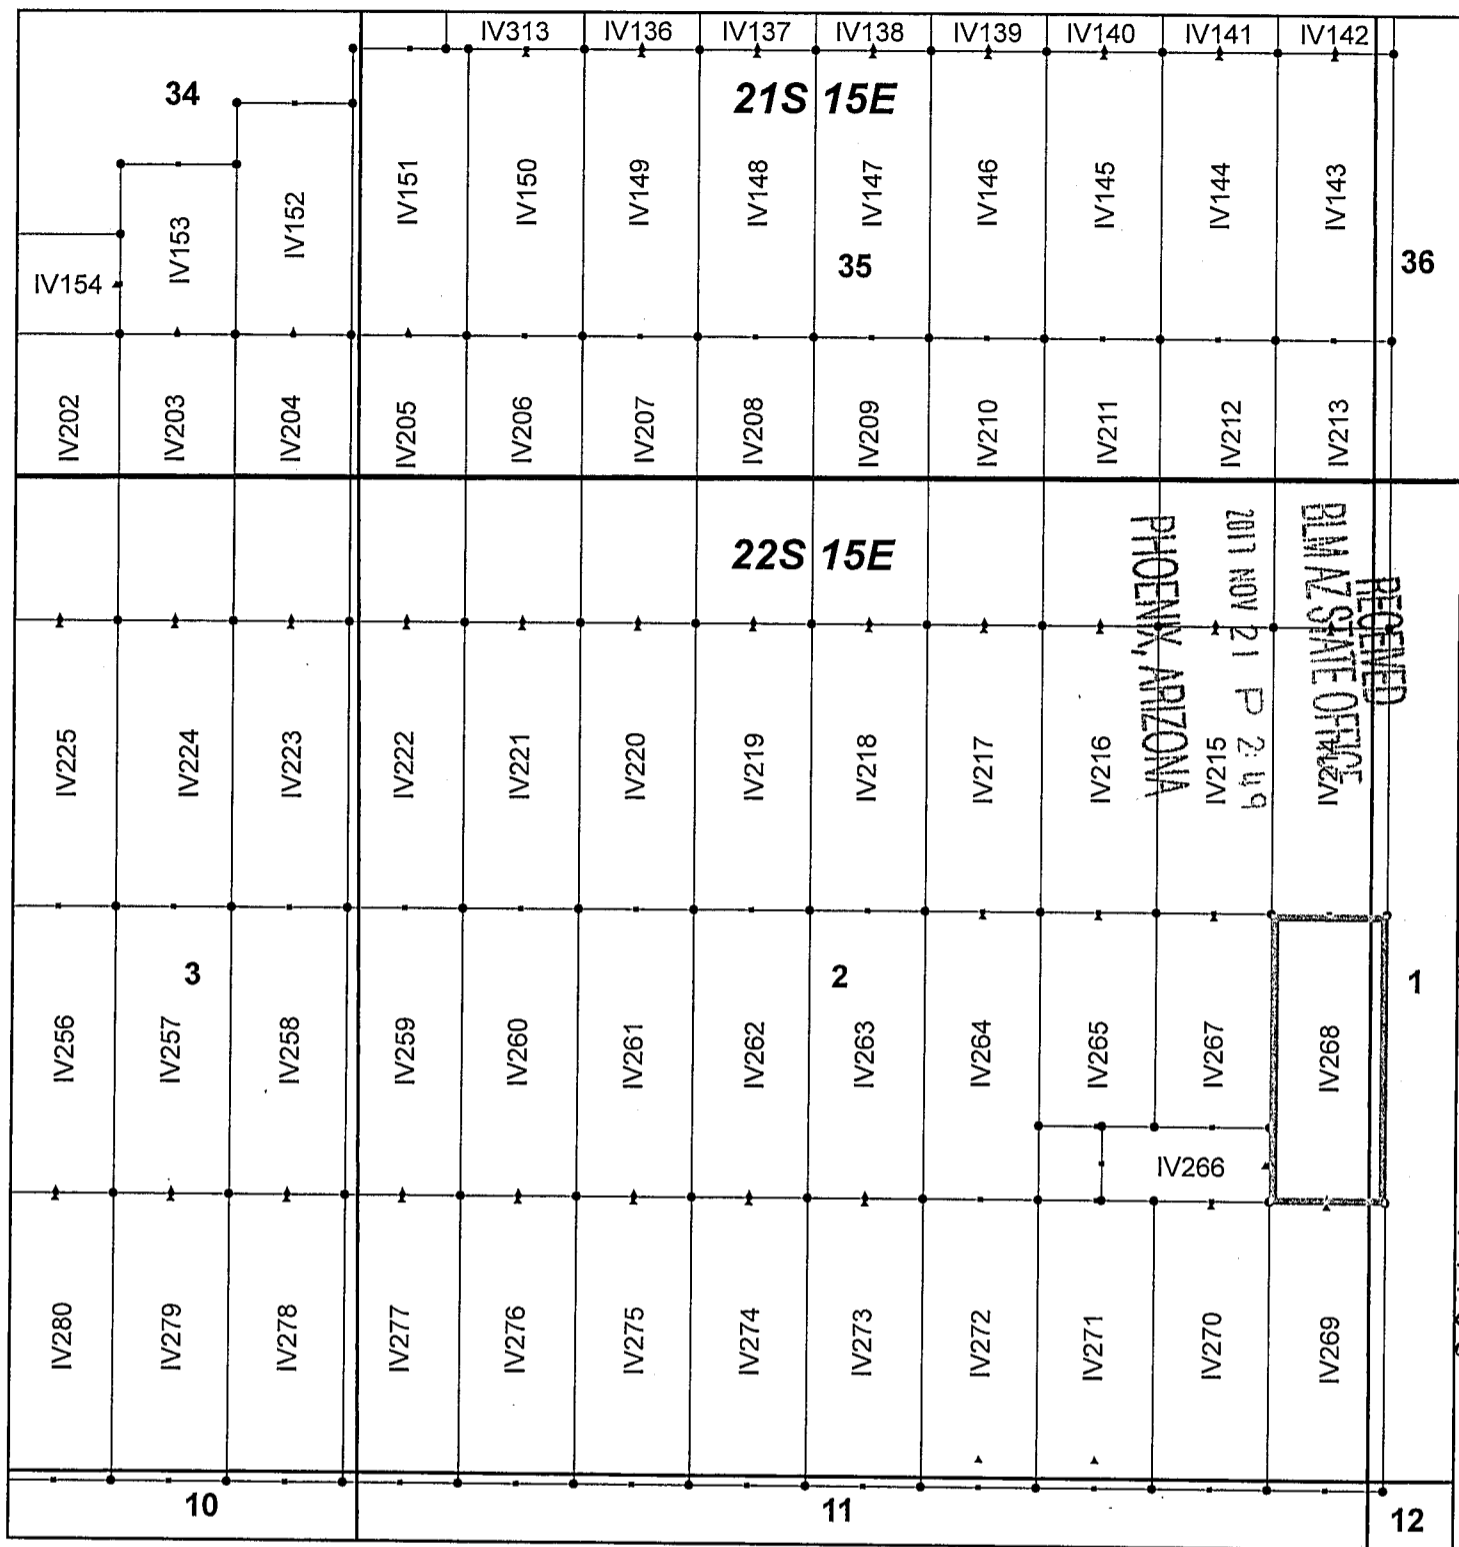 IV313 IV136 IV137 IV138 IV139 IV140 IV141 IV142
34
21S 15E
IV154 IV153 IV152 IV151 IV150 IV149 IV148 IV147 IV146 IV145 IV144 IV143
35
36
IV202 IV203 IV204 IV205 IV206 IV207 IV208 IV209 IV210 IV211 IV212 IV213
22S 15E
RECEIVED
BLM AZ STATE OFFICE
2017 NOV 21 P 2:49
PHOENIX, ARIZONA
IV225 IV224 IV223 IV222 IV221 IV220 IV219 IV218 IV217 IV216 IV215 IV214
3
2
1
IV256 IV257 IV258 IV259 IV260 IV261 IV262 IV263 IV264 IV265 IV267 IV268
IV266
IV280 IV279 IV278 IV277 IV276 IV275 IV274 IV273 IV272 IV271 IV270 IV269
10
11
12